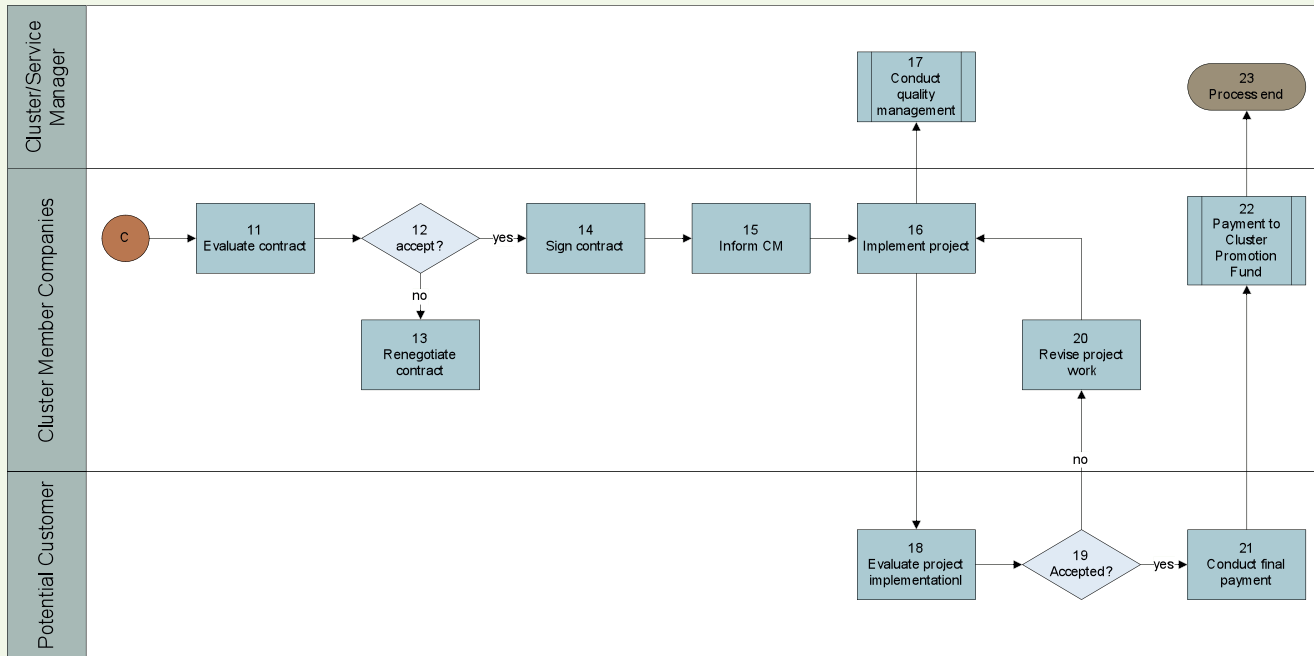 Cluster/Service
Manager
17
Conduct
quality
management
23
Process end
Cluster Member Companies
C
11
Evaluate contract
12
accept?
yes
14
Sign contract
15
Inform CM
16
Implement project
22
Payment to
Cluster
Promotion
Fund
no
13
Renegotiate
contract
20
Revise project
work
no
Potential Customer
18
Evaluate project
implementationl
19
Accepted?
yes
21
Conduct final
payment